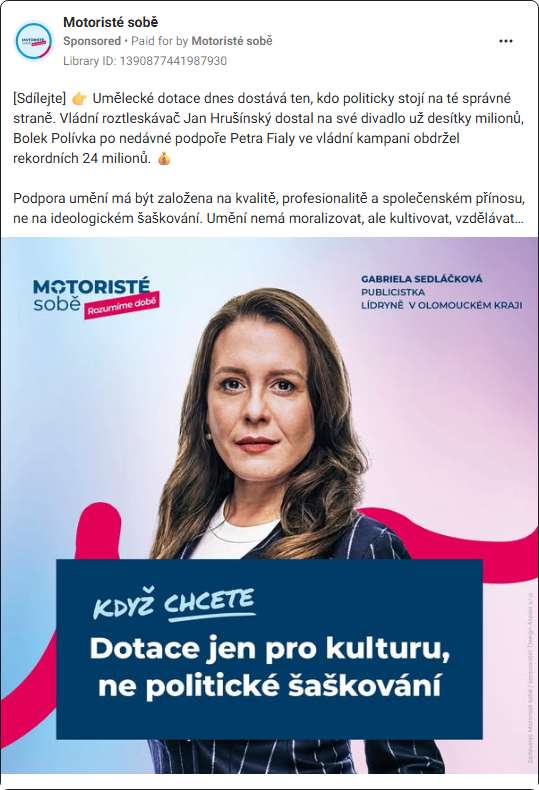 Motoristé sobě
Sponsored • Paid for by Motoristé sobě
Library ID: 1390877441987930
[Sdílejte] 👉 Umělecké dotace dnes dostává ten, kdo politicky stojí na té správné
straně. Vládní roztleskávač Jan Hrušínský dostal na své divadlo už desítky milionů,
Bolek Polívka po nedávné podpoře Petra Fialy ve vládní kampani obdržel
rekordních 24 milionů. 💰
Podpora umění má být založena na kvalitě, profesionalitě a společenském přínosu,
ne na ideologickém šaškování. Umění nemá moralizovat, ale kultivovat, vzdělávat…
MOTORISTÉ
sobě
Rozumíme době
GABRIELA SEDLÁČKOVÁ
PUBLICISTKA
LÍDRYNĚ V OLOMOUCKÉM KRAJI
KDYŽ CHCETE
Dotace jen pro kulturu,
ne politické šaškování